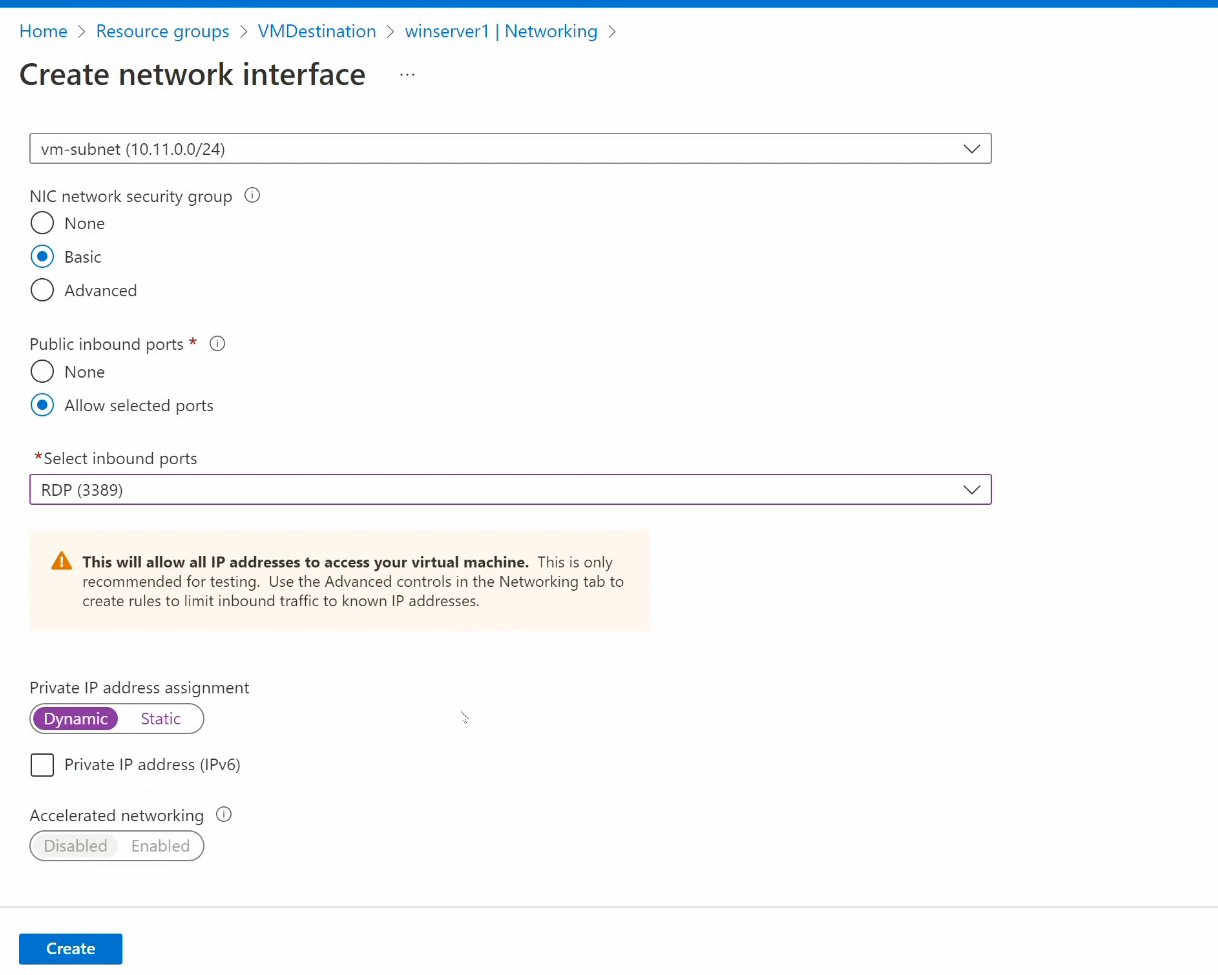 Home > Resource groups > VMDestination > winserver1 | Networking >
Create network interface ...
vm-subnet (10.11.0.0/24)
NIC network security group
None
Basic
Advanced
Public inbound ports *
None
Allow selected ports
*Select inbound ports
RDP (3389)
This will allow all IP addresses to access your virtual machine. This is only
recommended for testing. Use the Advanced controls in the Networking tab to
create rules to limit inbound traffic to known IP addresses.
Private IP address assignment
Dynamic Static
Private IP address (IPv6)
Accelerated networking
Disabled Enabled
Create